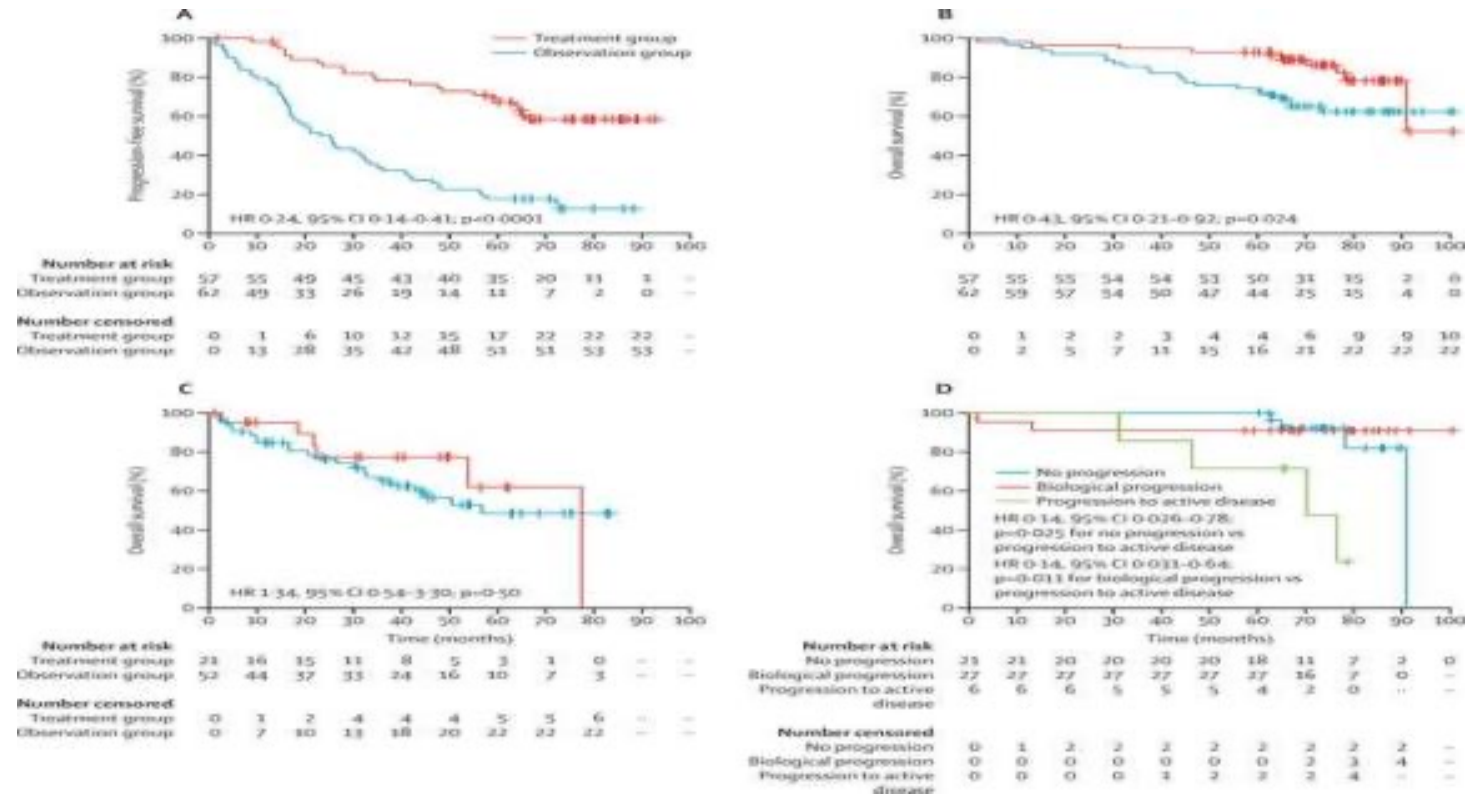 A
100
80
60
40
20
0
Progression-free survival (%)
Treatment group
Observation group
HR 0·24, 95% CI 0·14–0·41; p<0·0001
0 10 20 30 40 50 60 70 80 90 100
Number at risk
Treatment group 57 55 49 45 43 40 35 20 11 1 –
Observation group 62 49 33 26 19 14 11 7 2 0 –
Number censored
Treatment group 0 1 6 10 12 15 17 22 22 22 –
Observation group 0 13 28 35 42 48 51 51 53 53 –
B
100
80
60
40
20
0
Overall survival (%)
HR 0·43, 95% CI 0·21–0·92; p=0·024
0 10 20 30 40 50 60 70 80 90 100
57 55 55 54 54 53 50 31 15 2 0
62 59 57 54 50 47 44 25 15 4 0
0 1 2 2 3 4 4 6 9 9 10
0 2 5 7 11 15 16 21 22 22 22
C
100
80
60
40
20
0
Overall survival (%)
HR 1·34, 95% CI 0·54–3·30; p=0·50
0 10 20 30 40 50 60 70 80 90 100
Time (months)
Number at risk
Treatment group 21 16 15 11 8 5 3 1 0 – –
Observation group 52 44 37 33 24 16 10 7 3 – –
Number censored
Treatment group 0 1 2 4 4 4 5 5 6 – –
Observation group 0 7 10 13 18 20 22 22 22 – –
D
100
80
60
40
20
0
Overall survival (%)
No progression
Biological progression
Progression to active disease
HR 0·14, 95% CI 0·026–0·78;
p=0·025 for no progression vs
progression to active disease
HR 0·14, 95% CI 0·031–0·64;
p=0·011 for biological progression vs
progression to active disease
0 10 20 30 40 50 60 70 80 90 100
Time (months)
Number at risk
No progression 21 21 20 20 20 20 18 11 7 2 0
Biological progression 27 27 27 27 27 27 27 16 7 0 –
Progression to active 6 6 6 5 5 5 4 2 0 – –
disease
Number censored
No progression 0 1 2 2 2 2 2 2 2 2 –
Biological progression 0 0 0 0 0 0 0 2 3 4 –
Progression to active 0 0 0 0 1 2 2 2 4 – –
disease